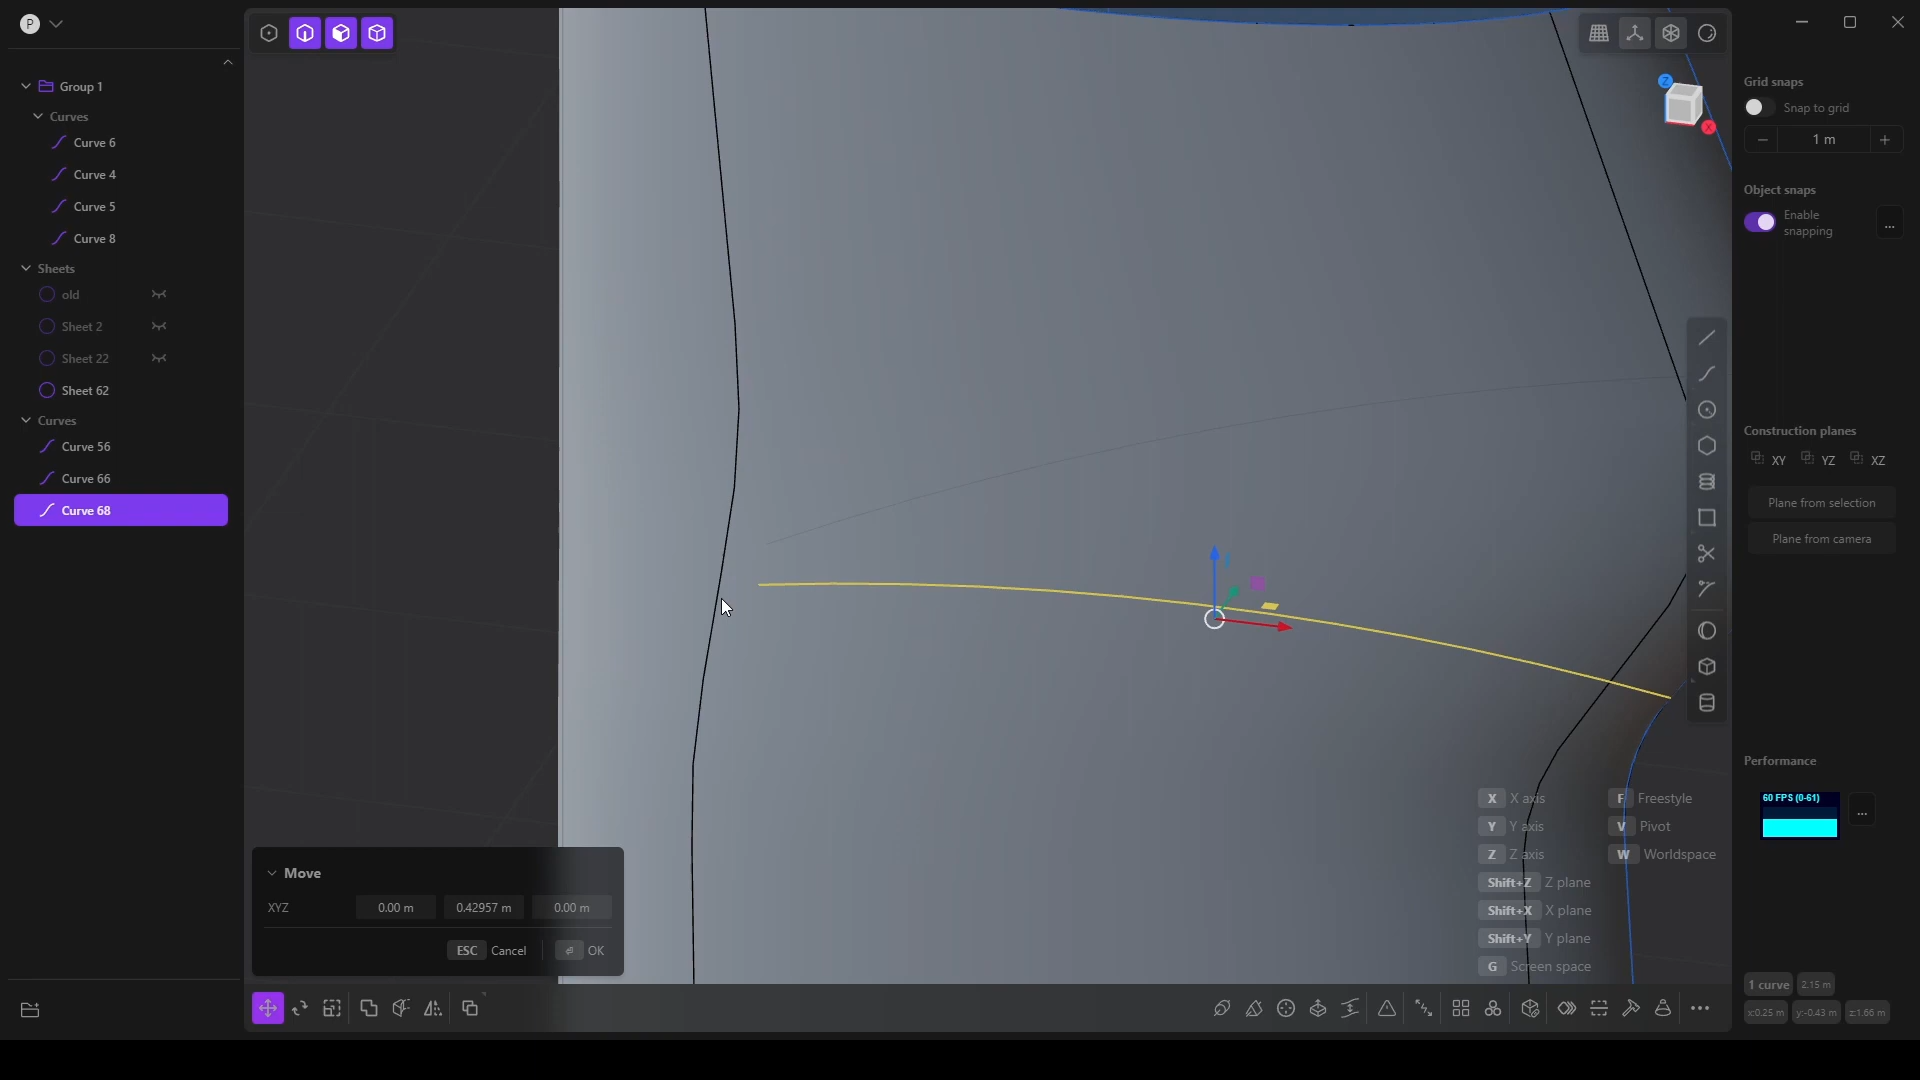 P
Group 1
Curves
Curve 6
Curve 4
Curve 5
Curve 8
Sheets
old
Sheet 2
Sheet 22
Sheet 62
Curves
Curve 56
Curve 66
Curve 68
Z
X
Grid snaps
Snap to grid
1 m
Object snaps
Enable snapping
...
Construction planes
XY YZ XZ
Plane from selection
Plane from camera
Performance
60 FPS (0-61)
...
X X axis F Freestyle
Y Y axis V Pivot
Z Z axis W Worldspace
Shift+Z Z plane
Shift+X X plane
Shift+Y Y plane
G Screen space
Move
XYZ 0.00 m 0.42957 m 0.00 m
ESC Cancel OK
1 curve 2.15 m
x:0.25 m y:-0.43 m z:1.66 m